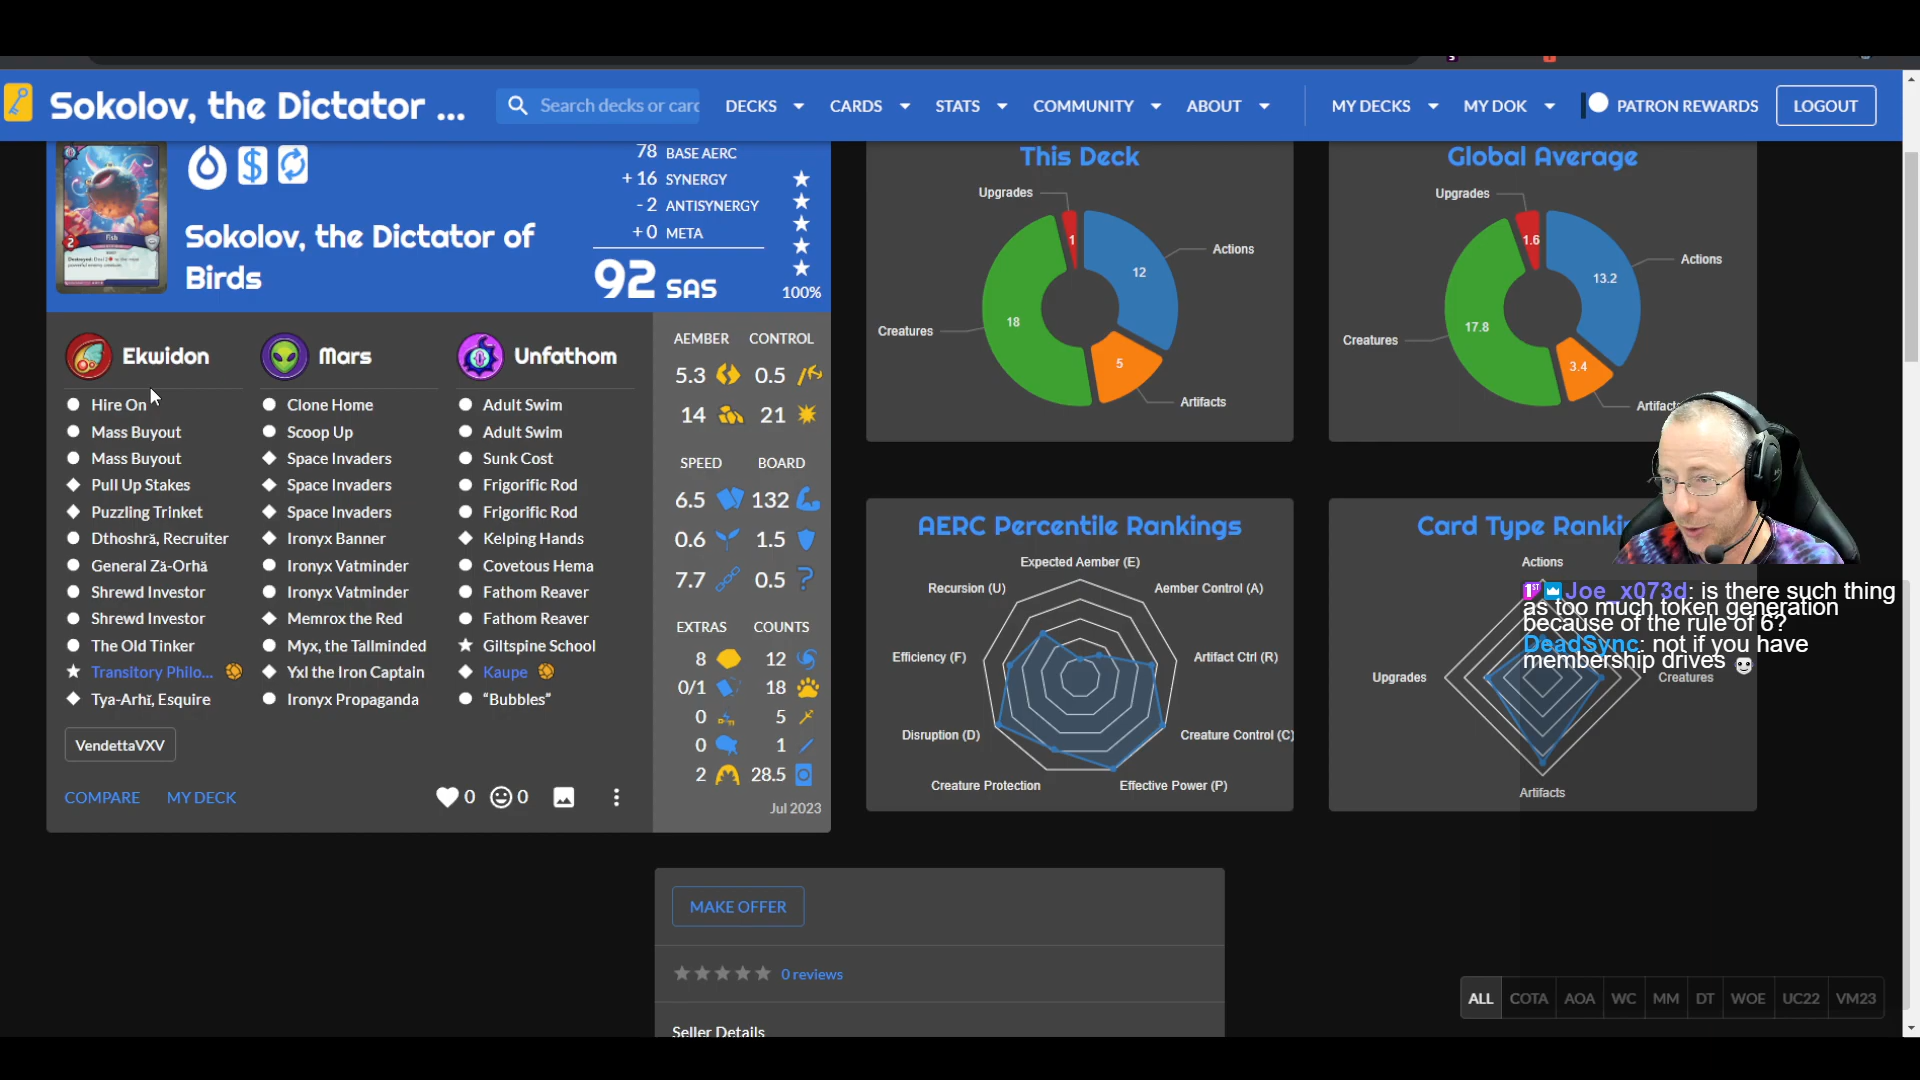 Sokolov, the Dictator ...
Search decks or card
DECKS
CARDS
STATS
COMMUNITY
ABOUT
MY DECKS
MY DOK
PATRON REWARDS
LOGOUT
Fish
2
78 BASE AERC
+ 16 SYNERGY
- 2 ANTISYNERGY
+ 0 META
92 SAS
100%
Sokolov, the Dictator of
Birds
Ekwidon
Hire On
Mass Buyout
Mass Buyout
Pull Up Stakes
Puzzling Trinket
Dthoshră, Recruiter
General Ză-Orhă
Shrewd Investor
Shrewd Investor
The Old Tinker
Transitory Philo...
Tya-Arhĭ, Esquire
Mars
Clone Home
Scoop Up
Space Invaders
Space Invaders
Space Invaders
Ironyx Banner
Ironyx Vatminder
Ironyx Vatminder
Memrox the Red
Myx, the Tallminded
Yxl the Iron Captain
Ironyx Propaganda
Unfathom
Adult Swim
Adult Swim
Sunk Cost
Frigorific Rod
Frigorific Rod
Kelping Hands
Covetous Hema
Fathom Reaver
Fathom Reaver
Giltspine School
Kaupe
“Bubbles”
VendettaVXV
COMPARE
MY DECK
0
0
AEMBER CONTROL
5.3 0.5
14 21
SPEED BOARD
6.5 132
0.6 1.5
7.7 0.5
EXTRAS COUNTS
8 12
0/1 18
0 5
0 1
2 28.5
Jul 2023
This Deck
Upgrades
1
Actions
12
Creatures
18
5
Artifacts
Global Average
Upgrades
1.6
Actions
13.2
Creatures
17.8
3.4
Artifacts
AERC Percentile Rankings
Expected Aember (E)
Recursion (U)
Aember Control (A)
Efficiency (F)
Artifact Ctrl (R)
Disruption (D)
Creature Control (C)
Creature Protection
Effective Power (P)
Card Type Rankin
Actions
Upgrades
Creatures
Artifacts
Joe_x073d: is there such thing
as too much token generation
because of the rule of 6?
DeadSync: not if you have
membership drives
MAKE OFFER
0 reviews
Seller Details
ALL
COTA
AOA
WC
MM
DT
WOE
UC22
VM23